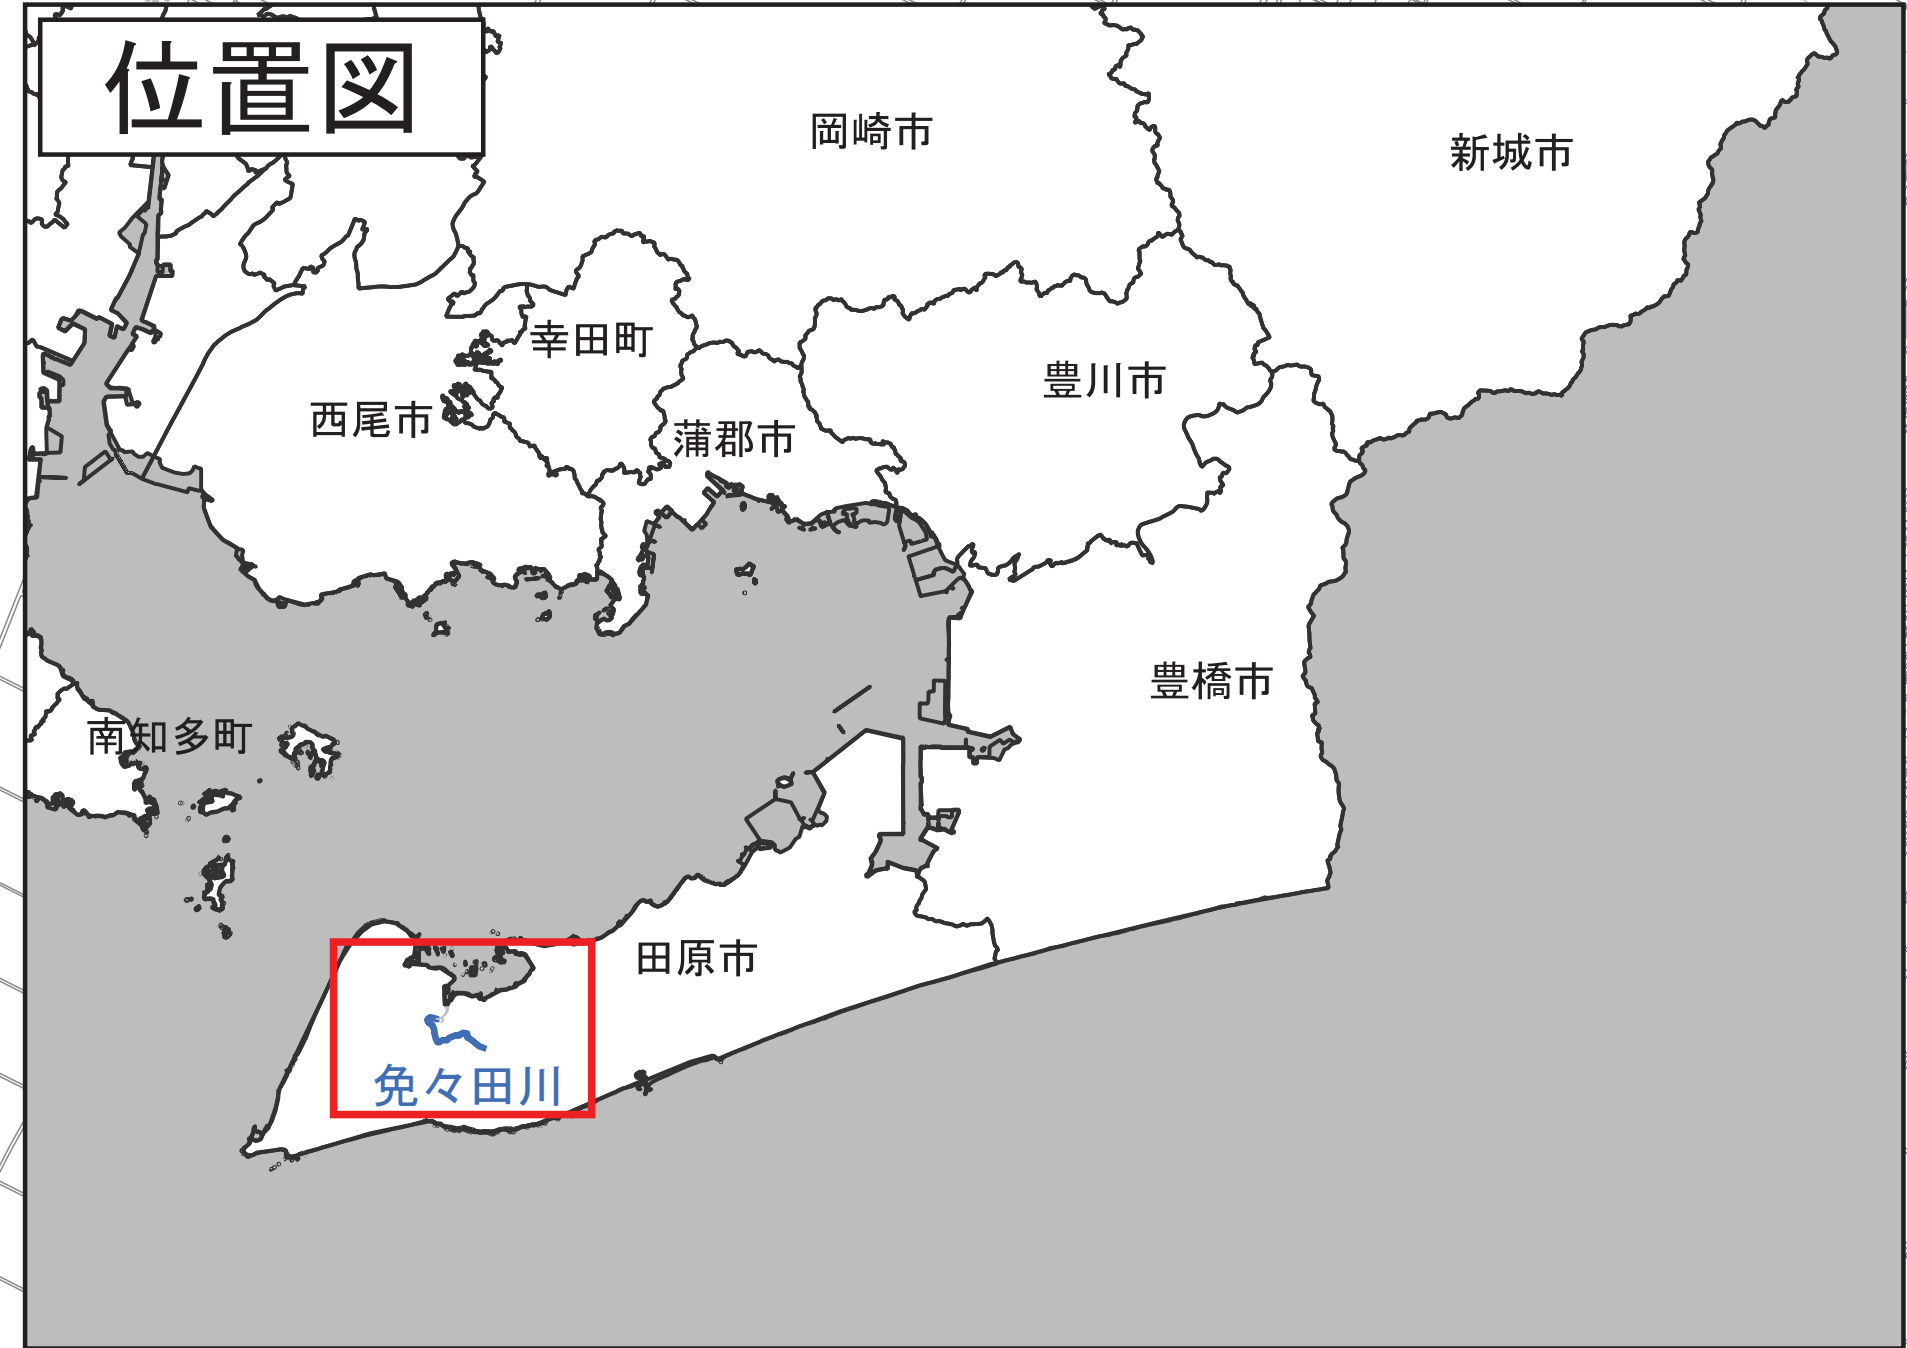 位置図
岡崎市
新城市
幸田町
豊川市
西尾市
蒲郡市
豊橋市
南知多町
田原市
免々田川